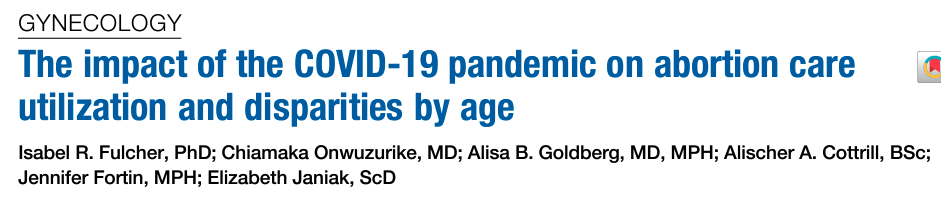 GYNECOLOGY
The impact of the COVID-19 pandemic on abortion care
utilization and disparities by age
Isabel R. Fulcher, PhD; Chiamaka Onwuzurike, MD; Alisa B. Goldberg, MD, MPH; Alischer A. Cottrill, BSc;
Jennifer Fortin, MPH; Elizabeth Janiak, ScD